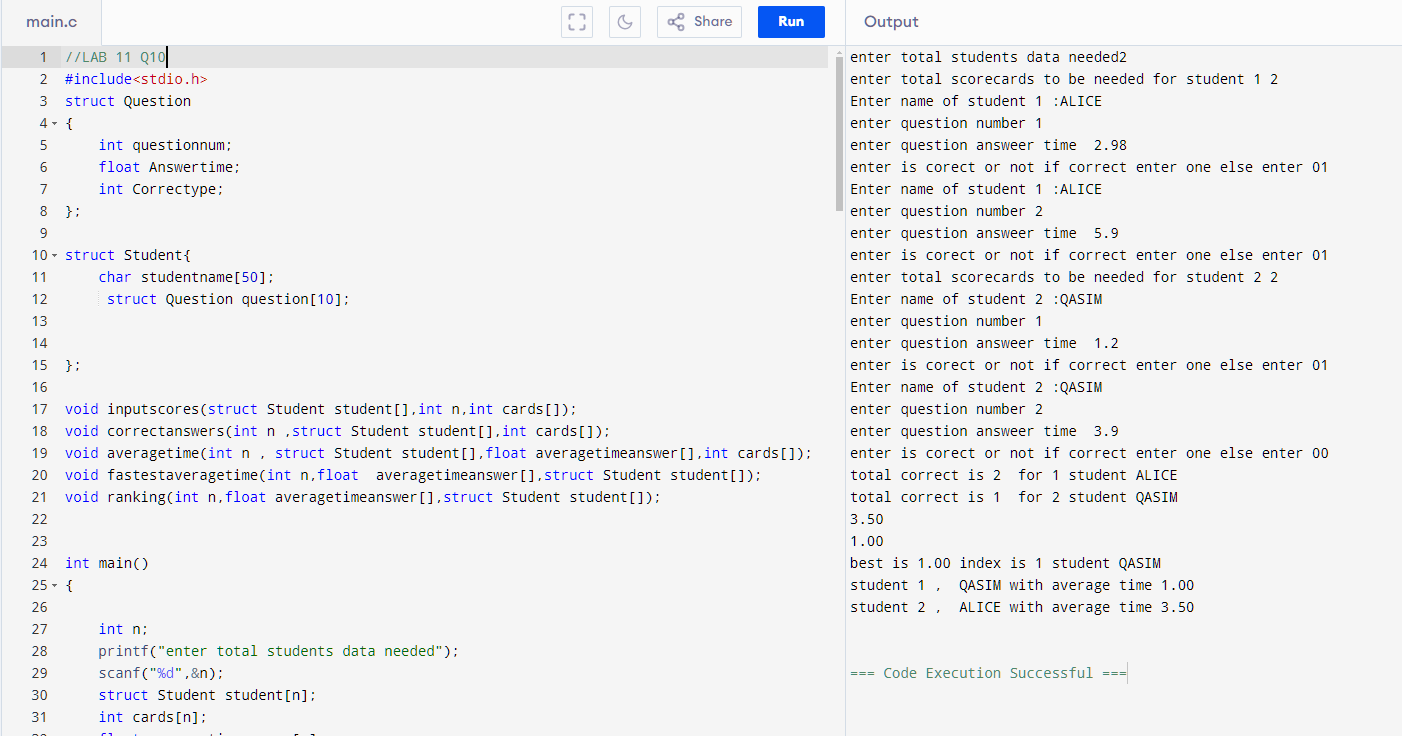 main.c
Share
Run
Output
1 //LAB 11 Q10
2 #include<stdio.h>
3 struct Question
4 {
5     int questionnum;
6     float Answertime;
7     int Correctype;
8 };
9
10 struct Student{
11     char studentname[50];
12      struct Question question[10];
13
14
15 };
16
17 void inputscores(struct Student student[],int n,int cards[]);
18 void correctanswers(int n ,struct Student student[],int cards[]);
19 void averagetime(int n , struct Student student[],float averagetimeanswer[],int cards[]);
20 void fastestaveragetime(int n,float  averagetimeanswer[],struct Student student[]);
21 void ranking(int n,float averagetimeanswer[],struct Student student[]);
22
23
24 int main()
25 {
26
27     int n;
28     printf("enter total students data needed");
29     scanf("%d",&n);
30     struct Student student[n];
31     int cards[n];
enter total students data needed2
enter total scorecards to be needed for student 1 2
Enter name of student 1 :ALICE
enter question number 1
enter question answeer time  2.98
enter is corect or not if correct enter one else enter 01
Enter name of student 1 :ALICE
enter question number 2
enter question answeer time  5.9
enter is corect or not if correct enter one else enter 01
enter total scorecards to be needed for student 2 2
Enter name of student 2 :QASIM
enter question number 1
enter question answeer time  1.2
enter is corect or not if correct enter one else enter 01
Enter name of student 2 :QASIM
enter question number 2
enter question answeer time  3.9
enter is corect or not if correct enter one else enter 00
total correct is 2  for 1 student ALICE
total correct is 1  for 2 student QASIM
3.50
1.00
best is 1.00 index is 1 student QASIM
student 1 ,  QASIM with average time 1.00
student 2 ,  ALICE with average time 3.50
=== Code Execution Successful ===